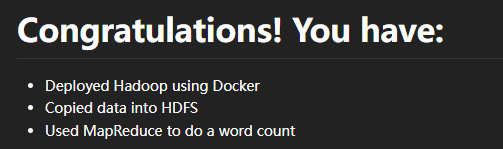 Congratulations! You have:
Deployed Hadoop using Docker
Copied data into HDFS
Used MapReduce to do a word count